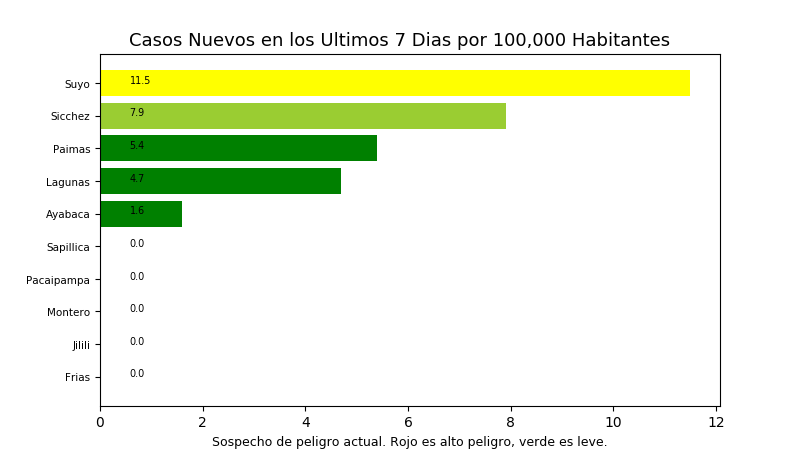 Casos Nuevos en los Ultimos 7 Dias por 100,000 Habitantes
Suyo 11.5
Sicchez 7.9
Paimas 5.4
Lagunas 4.7
Ayabaca 1.6
Sapillica 0.0
Pacaipampa 0.0
Montero 0.0
Jilili 0.0
Frias 0.0
0 2 4 6 8 10 12
Sospecho de peligro actual. Rojo es alto peligro, verde es leve.